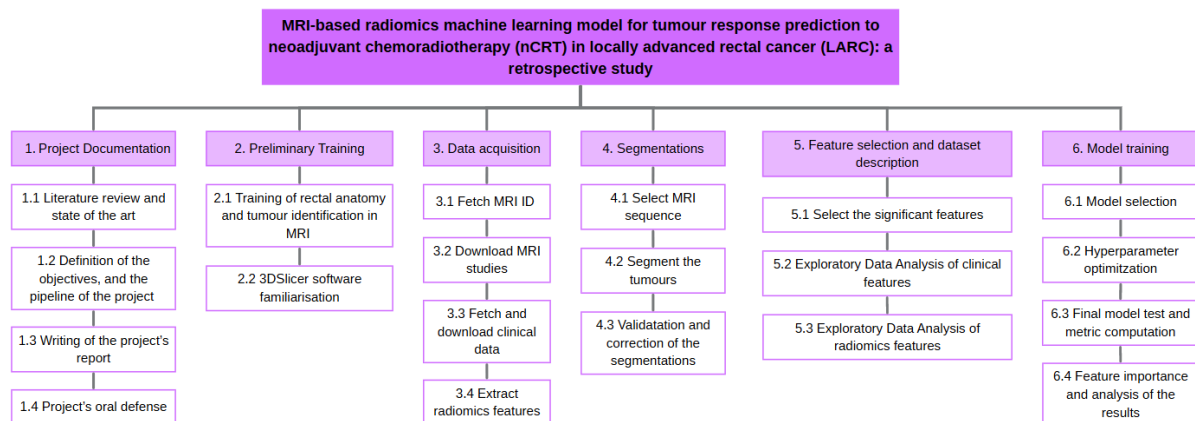 MRI-based radiomics machine learning model for tumour response prediction to
neoadjuvant chemoradiotherapy (nCRT) in locally advanced rectal cancer (LARC): a
retrospective study
1. Project Documentation
1.1 Literature review and
state of the art
1.2 Definition of the
objectives, and the
pipeline of the project
1.3 Writing of the project's
report
1.4 Project's oral defense
2. Preliminary Training
2.1 Training of rectal anatomy
and tumour identification in
MRI
2.2 3DSlicer software
familiarisation
3. Data acquisition
3.1 Fetch MRI ID
3.2 Download MRI
studies
3.3 Fetch and
download clinical
data
3.4 Extract
radiomics features
4. Segmentations
4.1 Select MRI
sequence
4.2 Segment the
tumours
4.3 Validatation and
correction of the
segmentations
5. Feature selection and dataset
description
5.1 Select the significant features
5.2 Exploratory Data Analysis of clinical
features
5.3 Exploratory Data Analysis of
radiomics features
6. Model training
6.1 Model selection
6.2 Hyperparameter
optimitzation
6.3 Final model test and
metric computation
6.4 Feature importance
and analysis of the
results